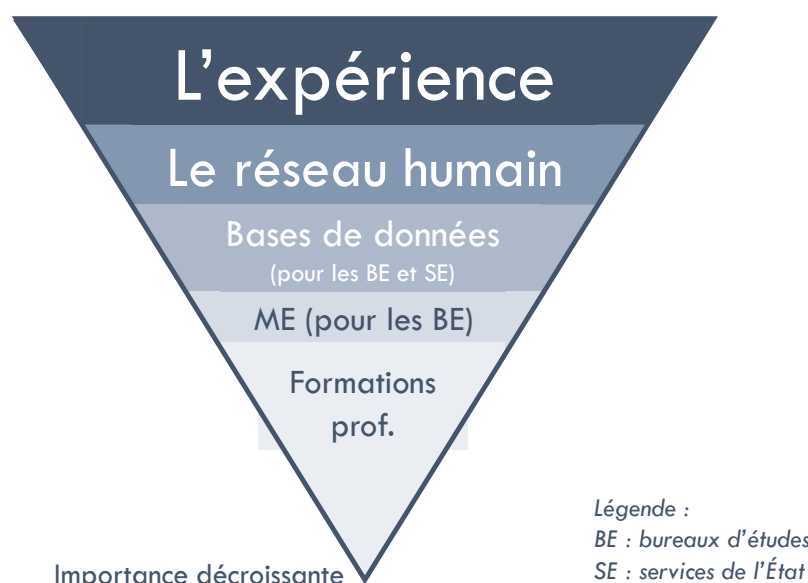 L'expérience
Le réseau humain
Bases de données
(pour les BE et SE)
ME (pour les BE)
Formations
prof.
Légende :
BE : bureaux d'études
SE : services de l'État
Importance décroissante